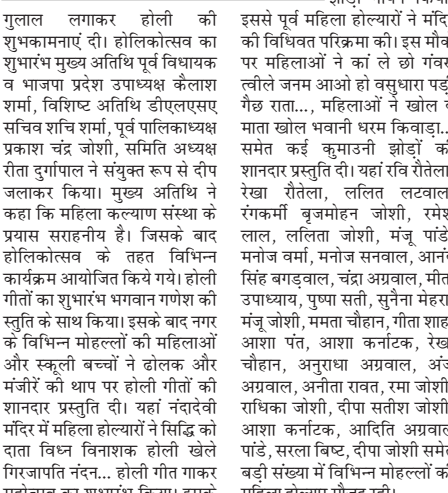 गुलाल लगाकर होली की
शुभकामनाएं दी। होलिकोत्सव का
शुभारंभ मुख्य अतिथि पूर्व विधायक
व भाजपा प्रदेश उपाध्यक्ष कैलाश
शर्मा, विशिष्ट अतिथि डीएलएसए
सचिव शचि शर्मा, पूर्व पालिकाध्यक्ष
प्रकाश चंद्र जोशी, समिति अध्यक्ष
रीता दुर्गापाल ने संयुक्त रूप से दीप
जलाकर किया। मुख्य अतिथि ने
कहा कि महिला कल्याण संस्था के
प्रयास सराहनीय है। जिसके बाद
होलिकोत्सव के तहत विभिन्न
कार्यक्रम आयोजित किये गये। होली
गीतों का शुभारंभ भगवान गणेश की
स्तुति के साथ किया। इसके बाद नगर
के विभिन्न मोहल्लों की महिलाओं
और स्कूली बच्चों ने ढोलक और
मंजीरें की थाप पर होली गीतों की
शानदार प्रस्तुति दी। यहां नंदादेवी
मंदिर में महिला होल्यारों ने सिद्धि को
दाता विध्न विनाशक होली खेले
गिरजापति नंदन... होली गीत गाकर
इससे पूर्व महिला होल्यारों ने मंदि
की विधिवत परिक्रमा की। इस मौव
पर महिलाओं ने कां ले छो गंवर
त्वीले जनम आओ हो वसुधारा पड़
गैछ राता..., महिलाओं ने खोल व
माता खोल भवानी धरम किवाड़ा..
समेत कई कुमाउनी झोड़ों क
शानदार प्रस्तुति दी। यहां रवि रौतेला
रेखा रौतेला, ललित लटवाल
रंगकर्मी बृजमोहन जोशी, रमे
लाल, ललिता जोशी, मंजू पांडे
मनोज वर्मा, मनोज सनवाल, आनं
सिंह बगड़वाल, चंद्रा अग्रवाल, मीत
उपाध्याय, पुष्पा सती, सुनैना मेहरा
मंजू जोशी, ममता चौहान, गीता शाह
आशा पंत, आशा कर्नाटक, रेख
चौहान, अनुराधा अग्रवाल, अंज
अग्रवाल, अनीता रावत, रमा जोशी
राधिका जोशी, दीपा सतीश जोशी
आशा कर्नाटक, आदिति अग्रवाल
पांडे, सरला बिष्ट, दीपा जोशी समे
बड़ी संख्या में विभिन्न मोहल्लों क